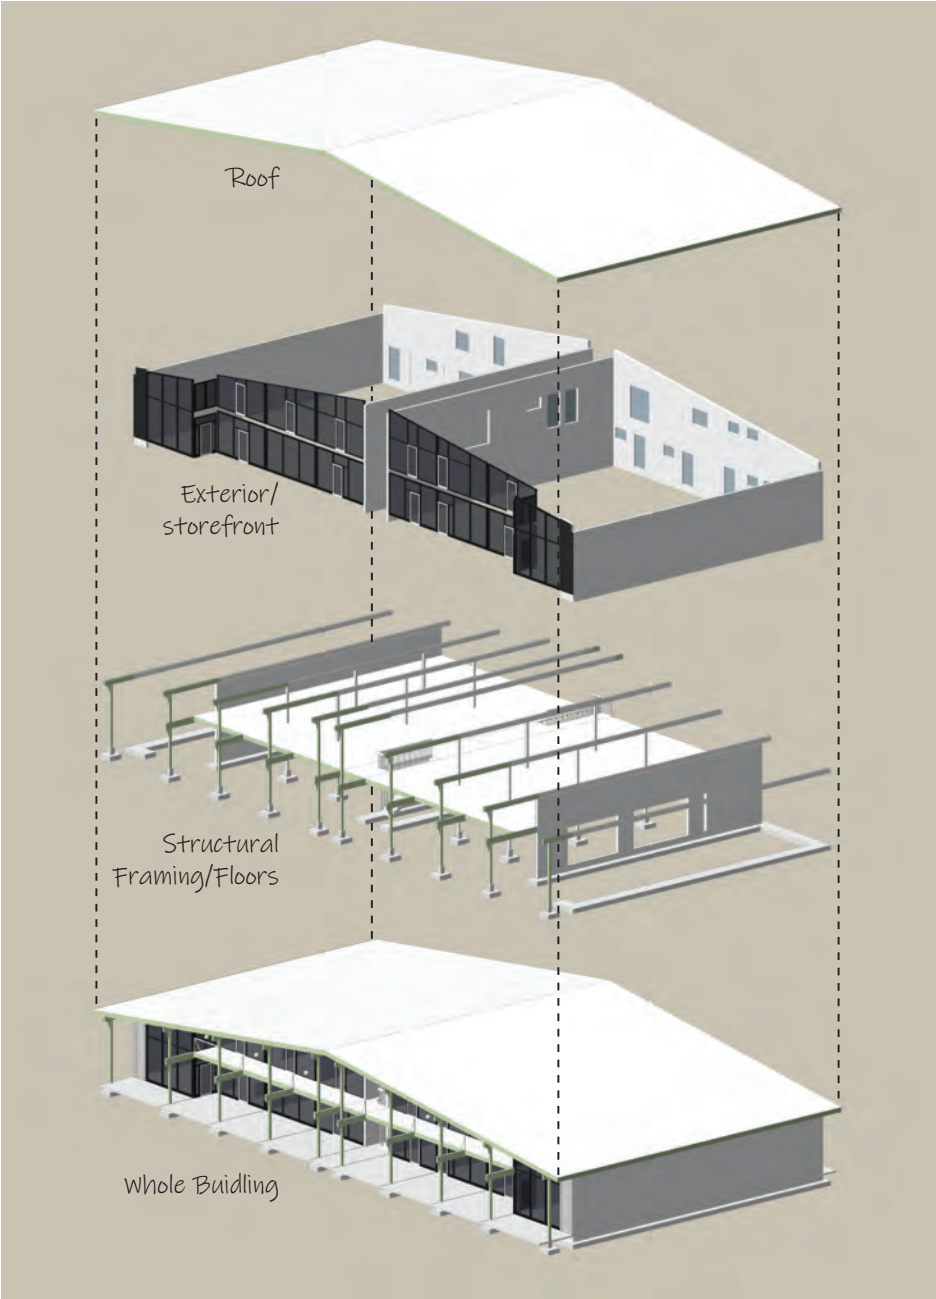 Roof
Exterior/
storefront
Structural
Framing/Floors
Whole Buidling